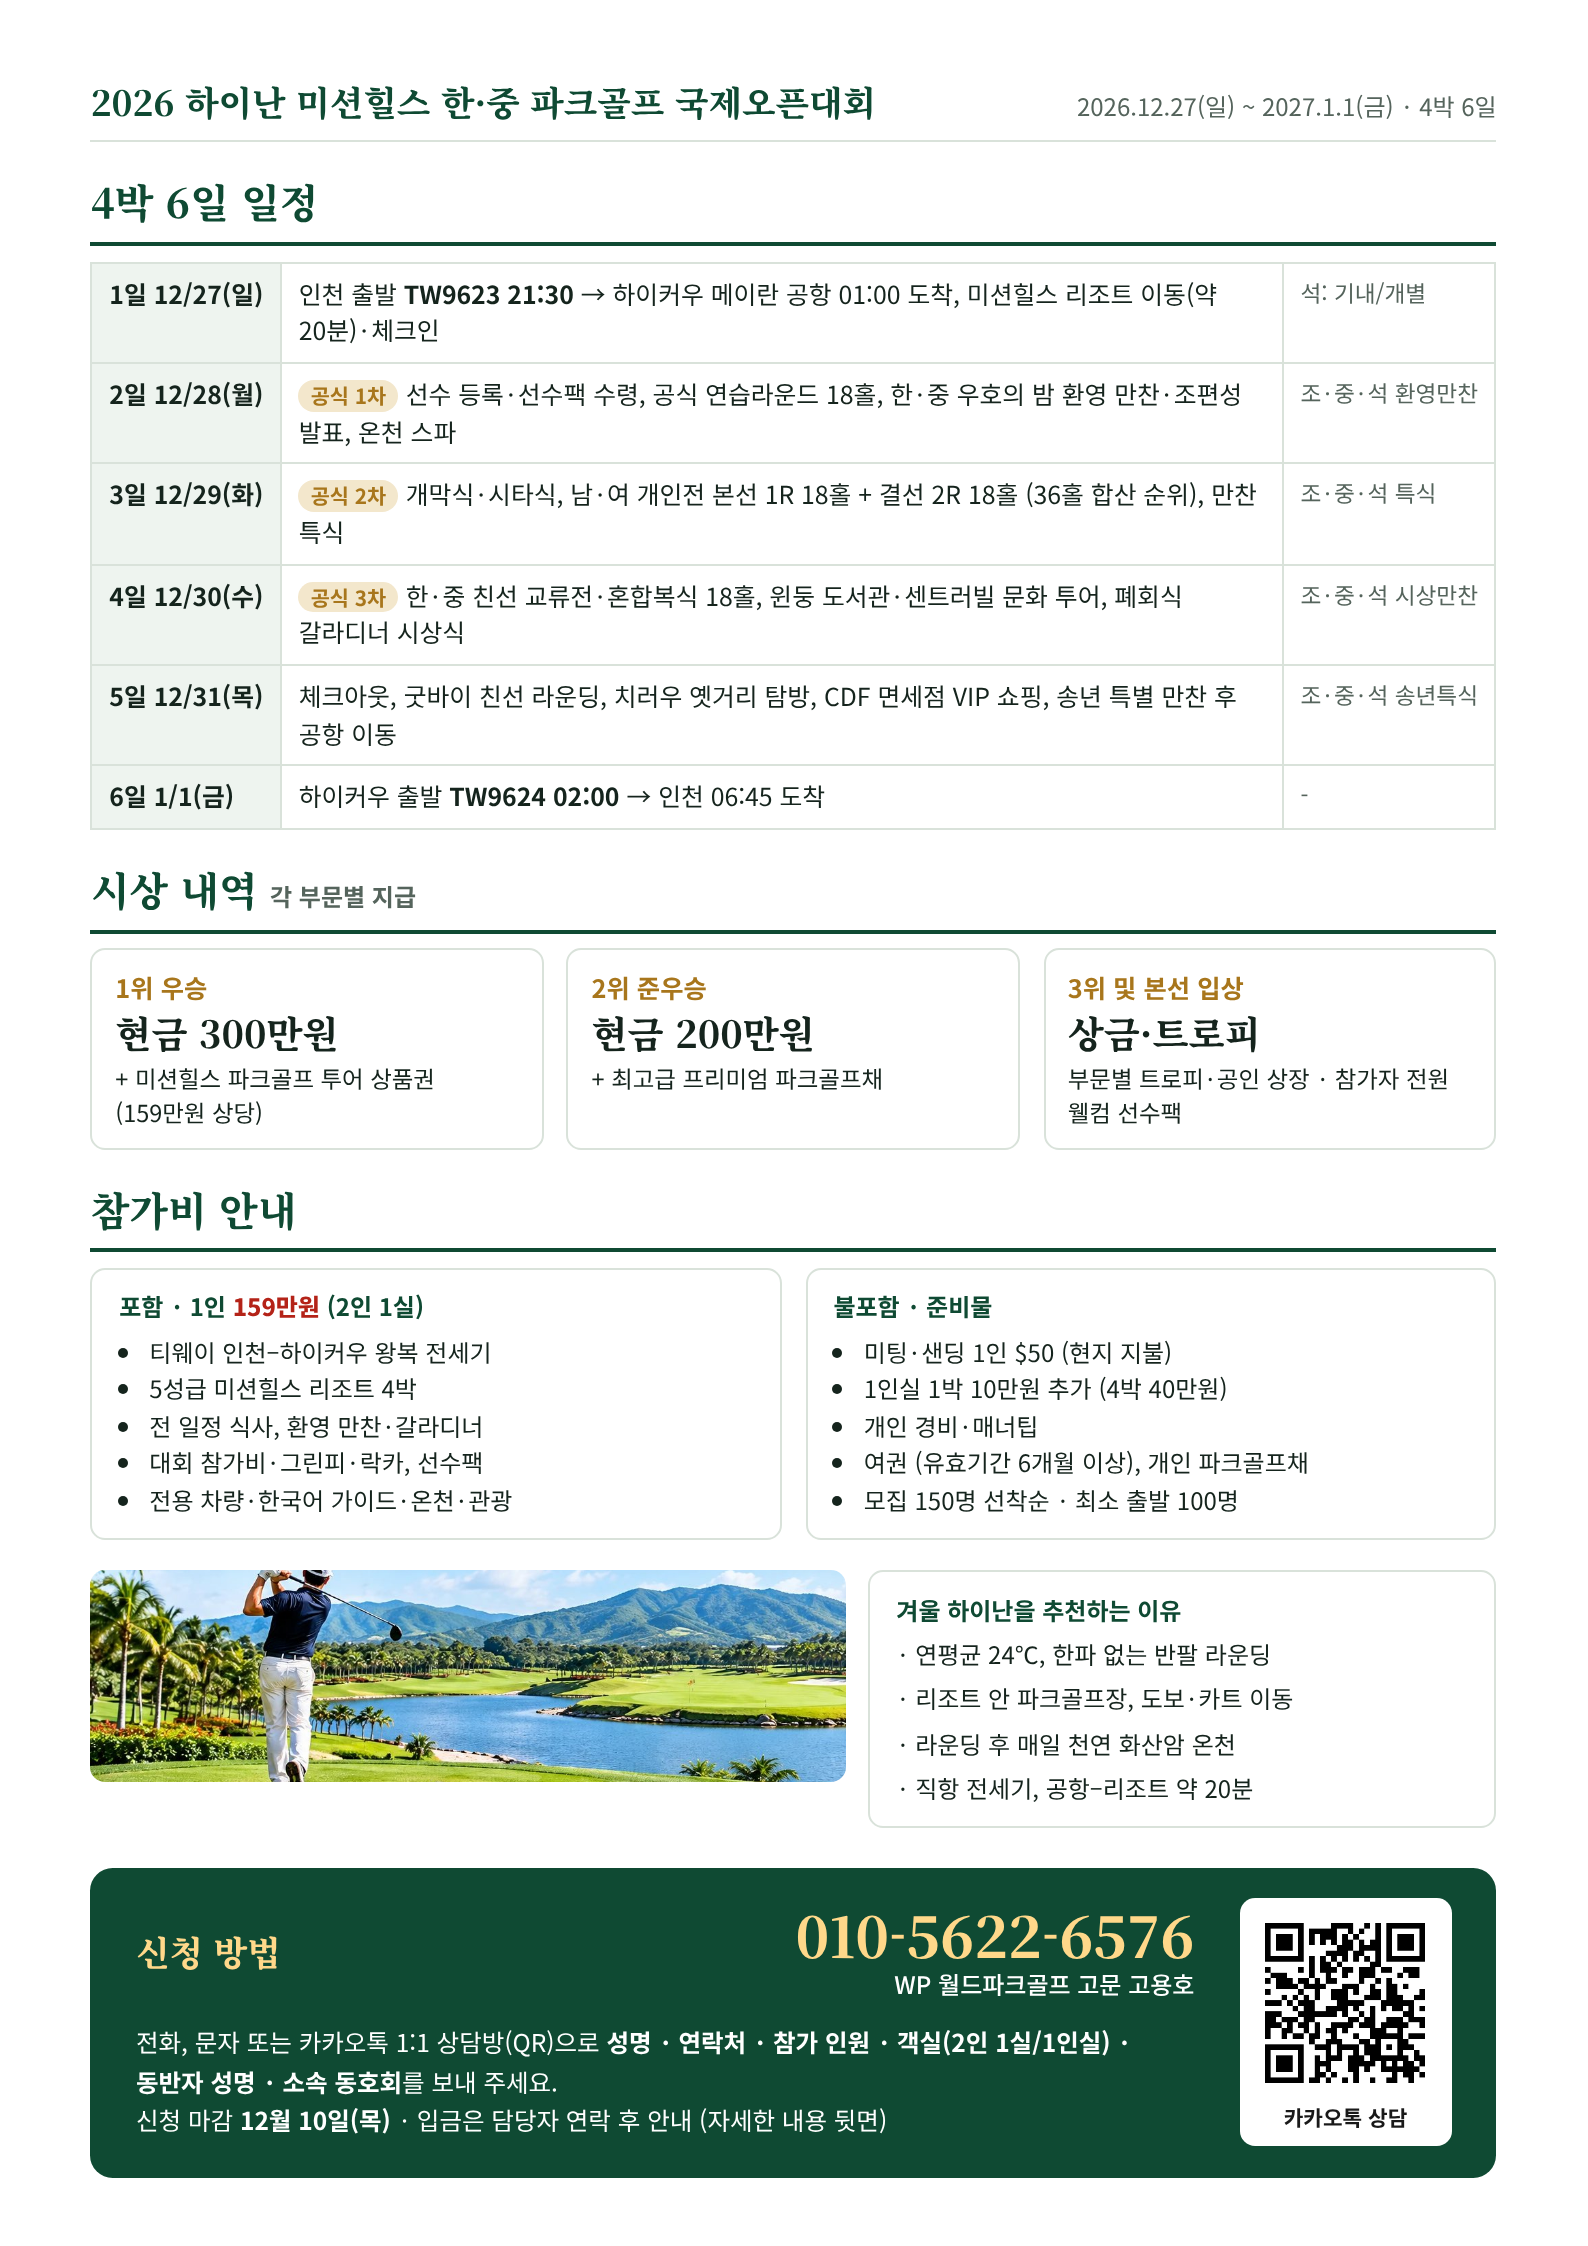 2026 하이난 미션힐스 한·중 파크골프 국제오픈대회
2026.12.27(일) ~ 2027.1.1(금) · 4박 6일
4박 6일 일정
1일 12/27(일)
인천 출발 TW9623 21:30 → 하이커우 메이란 공항 01:00 도착, 미션힐스 리조트 이동(약
20분)·체크인
석: 기내/개별
2일 12/28(월)
공식 1차 선수 등록·선수팩 수령, 공식 연습라운드 18홀, 한·중 우호의 밤 환영 만찬·조편성
발표, 온천 스파
조·중·석 환영만찬
3일 12/29(화)
공식 2차 개막식·시타식, 남·여 개인전 본선 1R 18홀 + 결선 2R 18홀 (36홀 합산 순위), 만찬
특식
조·중·석 특식
4일 12/30(수)
공식 3차 한·중 친선 교류전·혼합복식 18홀, 윈둥 도서관·센트러빌 문화 투어, 폐회식
갈라디너 시상식
조·중·석 시상만찬
5일 12/31(목)
체크아웃, 굿바이 친선 라운딩, 치러우 옛거리 탐방, CDF 면세점 VIP 쇼핑, 송년 특별 만찬 후
공항 이동
조·중·석 송년특식
6일 1/1(금)
하이커우 출발 TW9624 02:00 → 인천 06:45 도착
-
시상 내역 각 부문별 지급
1위 우승
현금 300만원
+ 미션힐스 파크골프 투어 상품권
(159만원 상당)
2위 준우승
현금 200만원
+ 최고급 프리미엄 파크골프채
3위 및 본선 입상
상금·트로피
부문별 트로피·공인 상장 · 참가자 전원
웰컴 선수팩
참가비 안내
포함 · 1인 159만원 (2인 1실)
• 티웨이 인천–하이커우 왕복 전세기
• 5성급 미션힐스 리조트 4박
• 전 일정 식사, 환영 만찬·갈라디너
• 대회 참가비·그린피·락카, 선수팩
• 전용 차량·한국어 가이드·온천·관광
불포함 · 준비물
• 미팅·샌딩 1인 $50 (현지 지불)
• 1인실 1박 10만원 추가 (4박 40만원)
• 개인 경비·매너팁
• 여권 (유효기간 6개월 이상), 개인 파크골프채
• 모집 150명 선착순 · 최소 출발 100명
겨울 하이난을 추천하는 이유
· 연평균 24℃, 한파 없는 반팔 라운딩
· 리조트 안 파크골프장, 도보·카트 이동
· 라운딩 후 매일 천연 화산암 온천
· 직항 전세기, 공항–리조트 약 20분
신청 방법
010-5622-6576
WP 월드파크골프 고문 고용호
전화, 문자 또는 카카오톡 1:1 상담방(QR)으로 성명 · 연락처 · 참가 인원 · 객실(2인 1실/1인실) ·
동반자 성명 · 소속 동호회를 보내 주세요.
신청 마감 12월 10일(목) · 입금은 담당자 연락 후 안내 (자세한 내용 뒷면)
카카오톡 상담